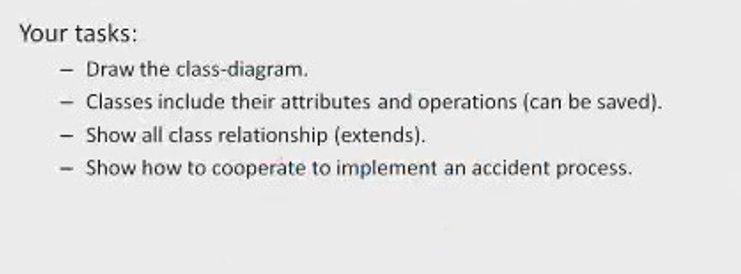 Your tasks:
– Draw the class-diagram.
– Classes include their attributes and operations (can be saved).
– Show all class relationship (extends).
– Show how to cooperate to implement an accident process.